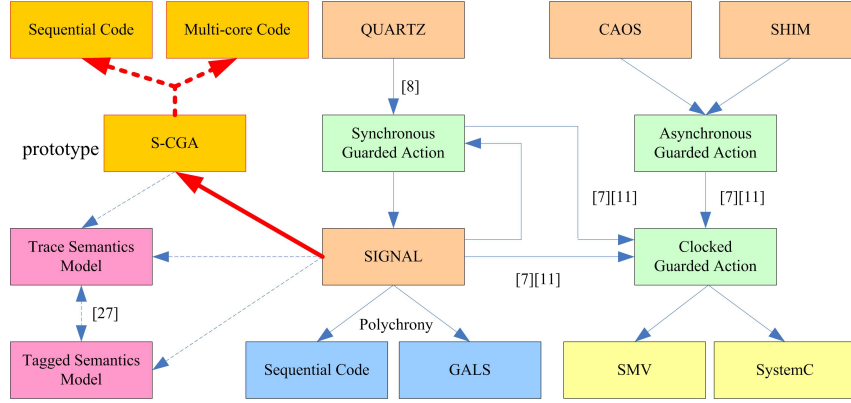 Sequential Code
Multi-core Code
QUARTZ
CAOS
SHIM
[8]
prototype
S-CGA
Synchronous
Guarded Action
Asynchronous
Guarded Action
[7][11]
[7][11]
Trace Semantics
Model
SIGNAL
Clocked
Guarded Action
[7][11]
[27]
Polychrony
Tagged Semantics
Model
Sequential Code
GALS
SMV
SystemC